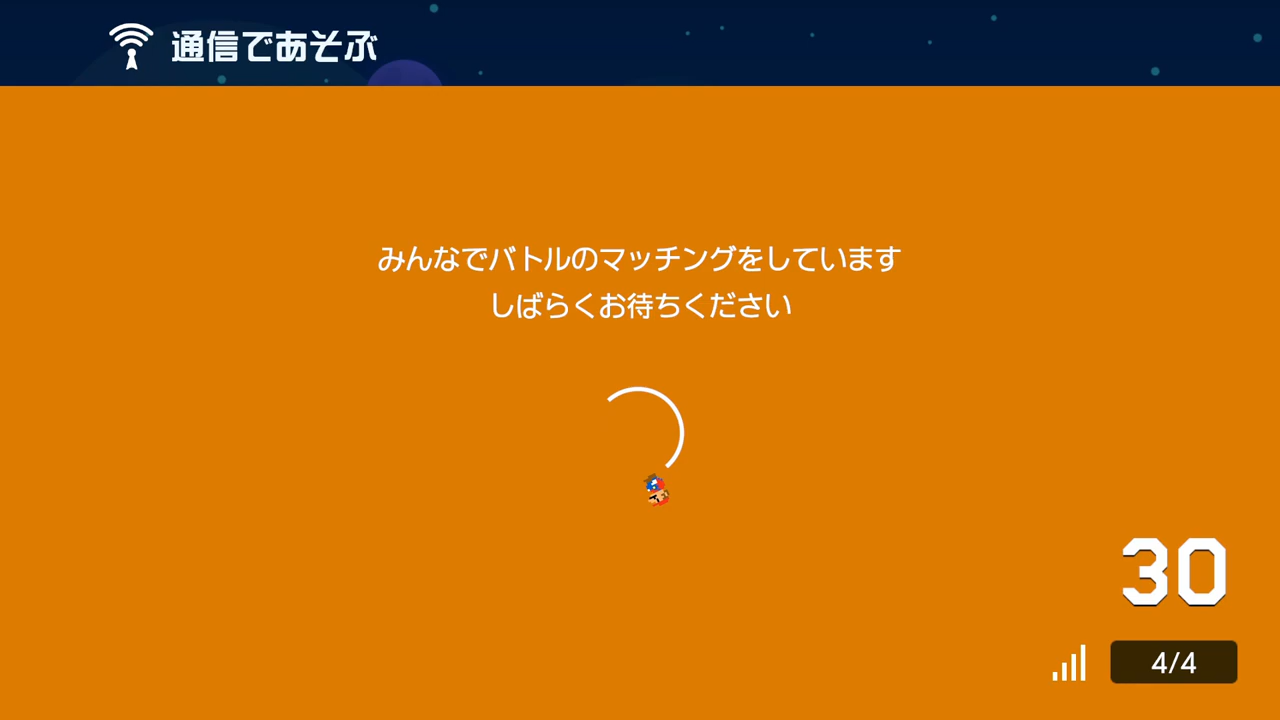 通信であそぶ
みんなでバトルのマッチングをしています
しばらくお待ちください
30
4/4